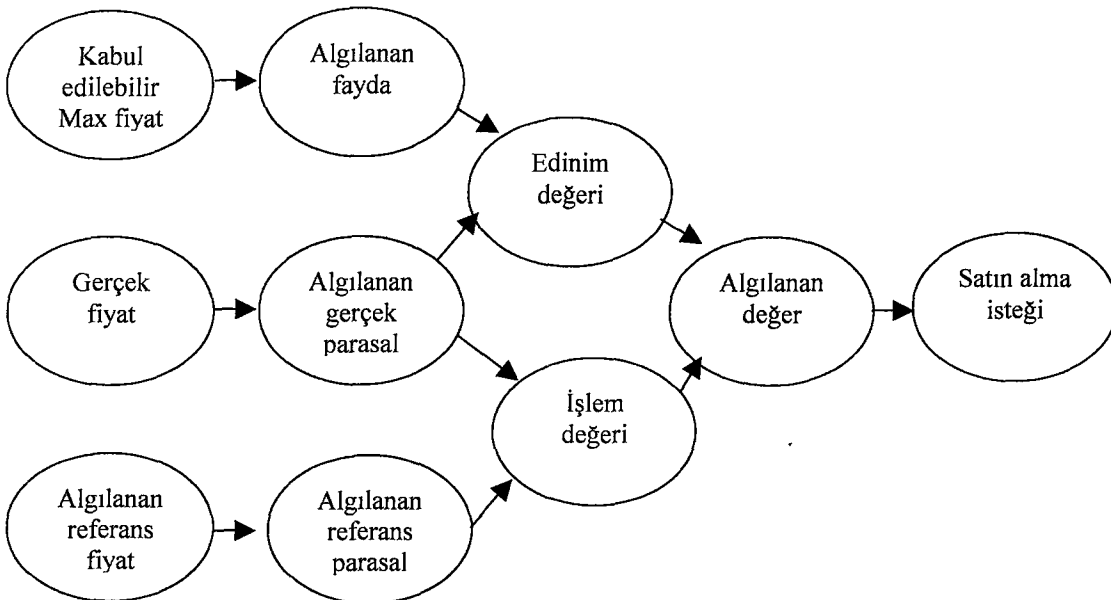 Kabul
edilebilir
Max fiyat
Algılanan
fayda
Edinim
değeri
Gerçek
fiyat
Algılanan
gerçek
parasal
Algılanan
değer
Satın alma
isteği
İşlem
değeri
Algılanan
referans
fiyat
Algılanan
referans
parasal